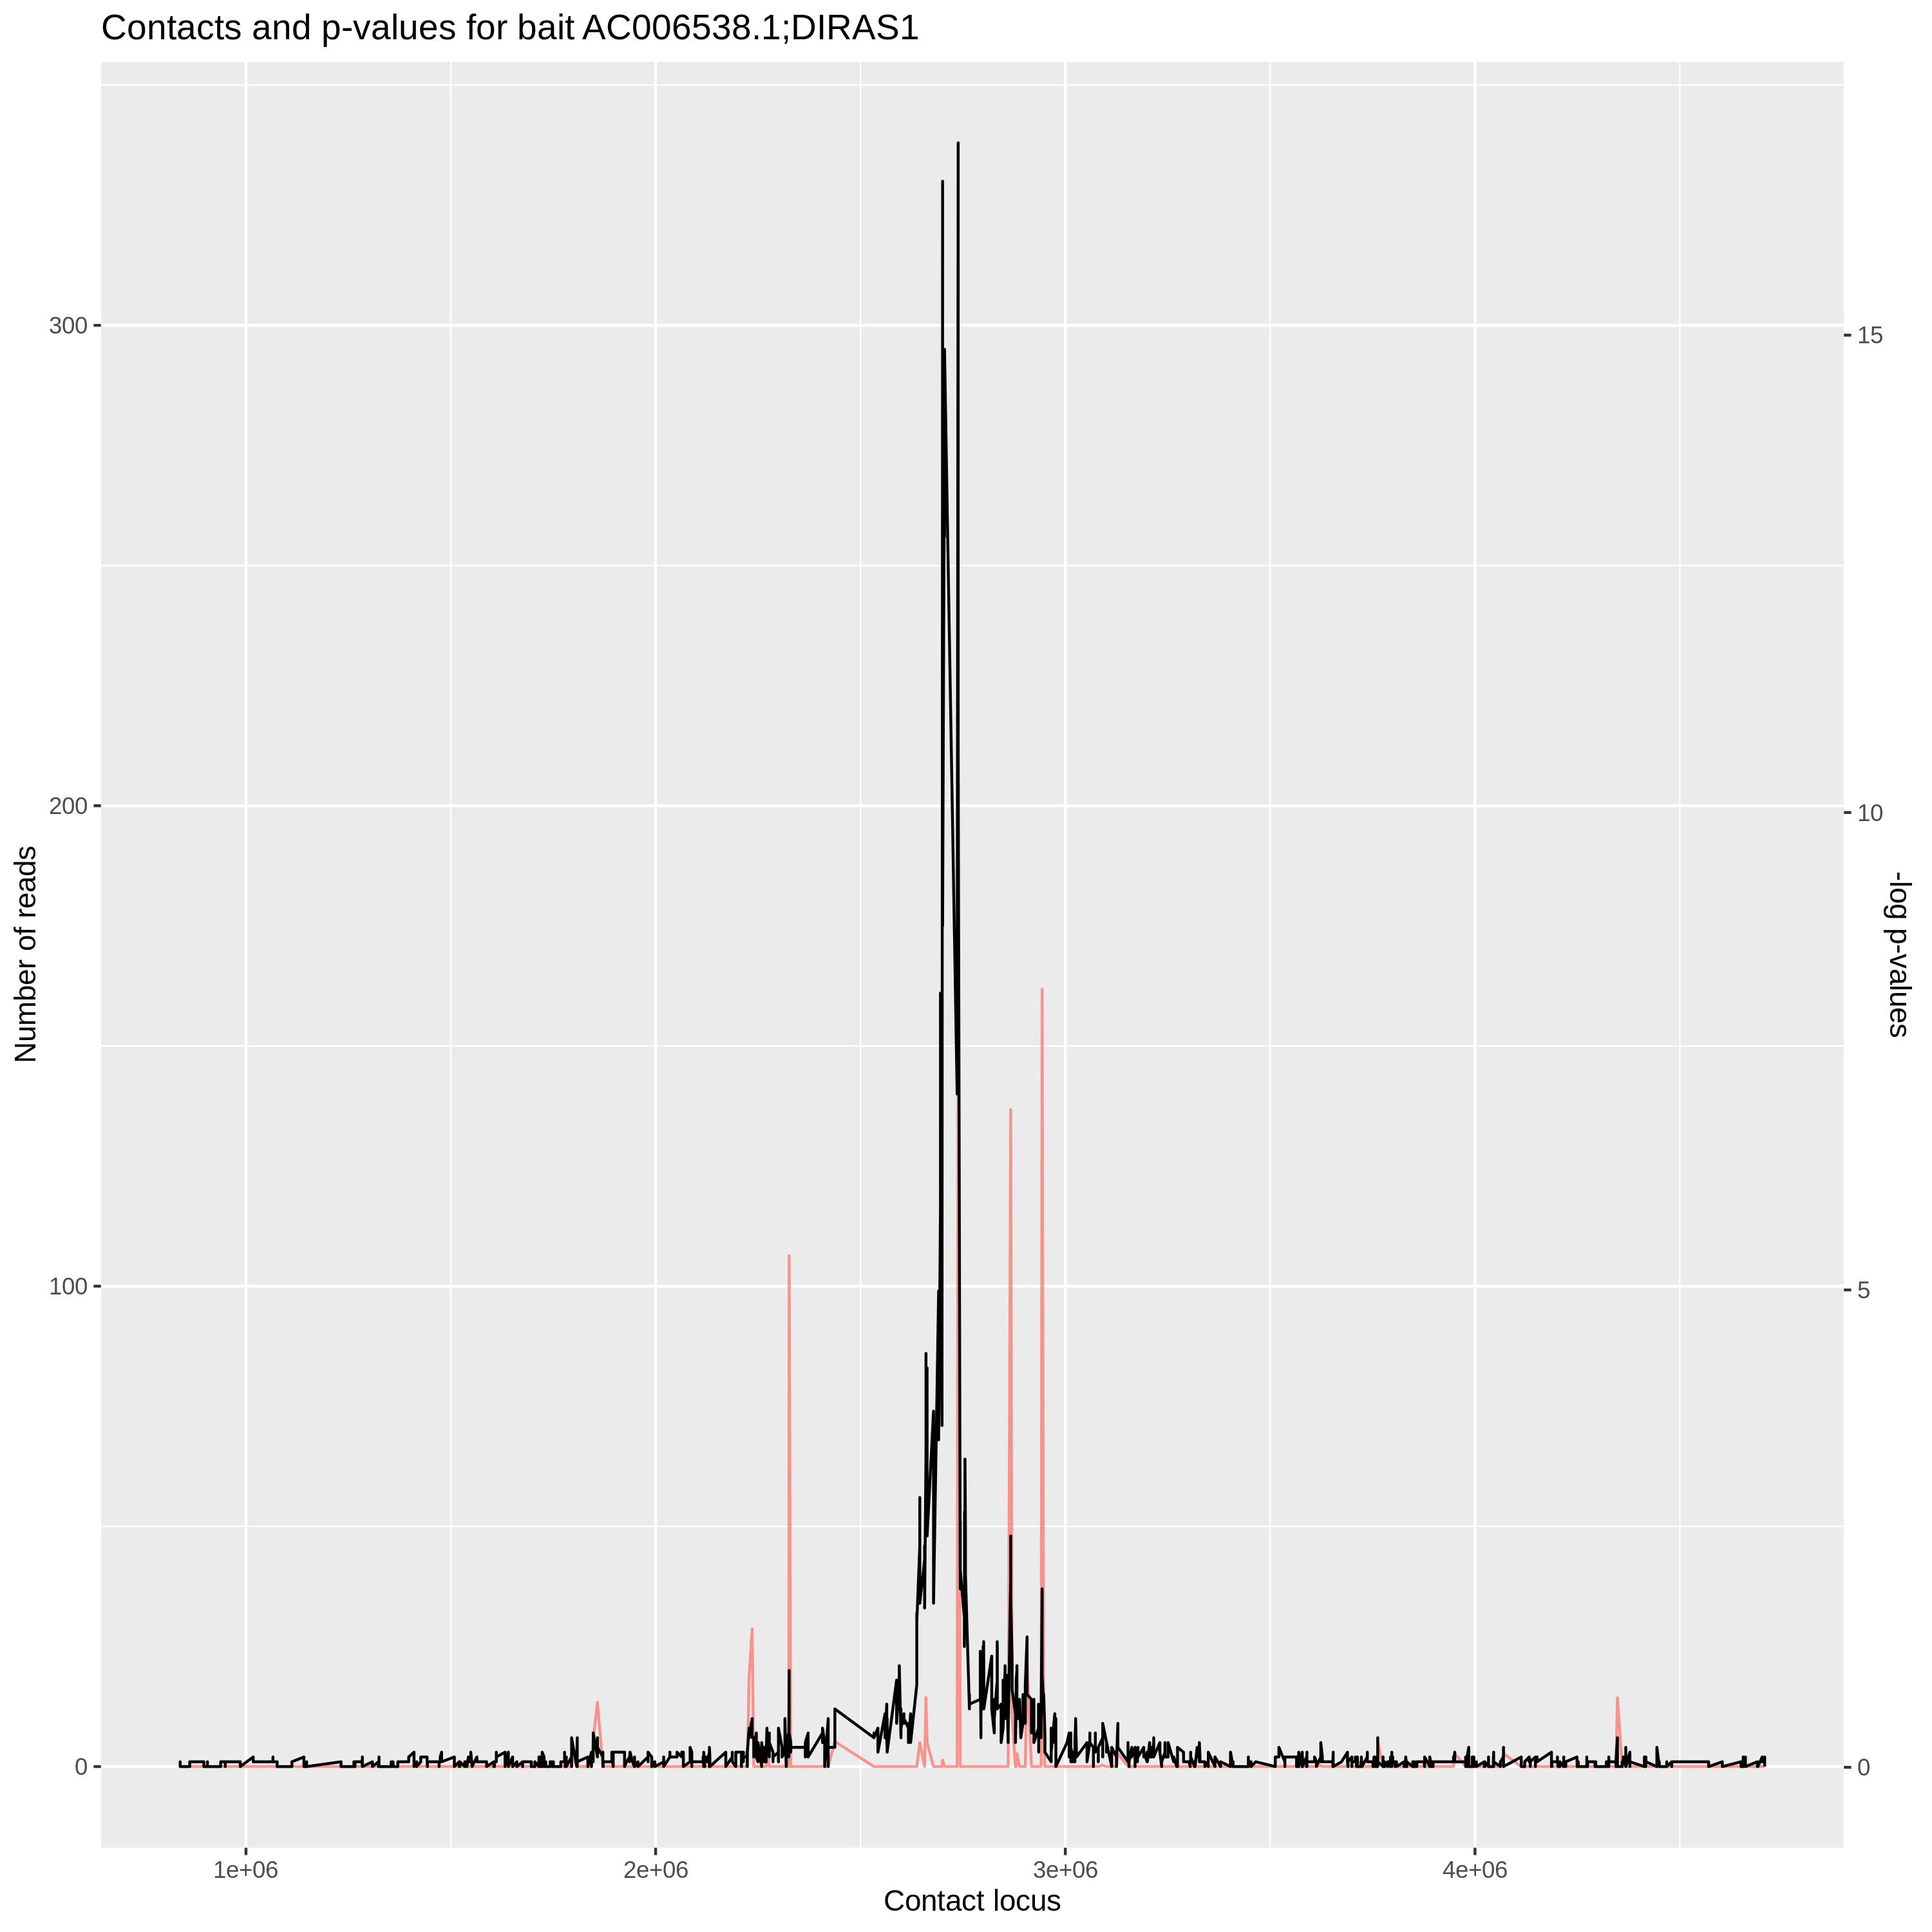 Contacts and p-values for bait AC006538.1;DIRAS1
Number of reads
300
200
100
0
15
10
5
0
-log p-values
1e+06
2e+06
3e+06
4e+06
Contact locus